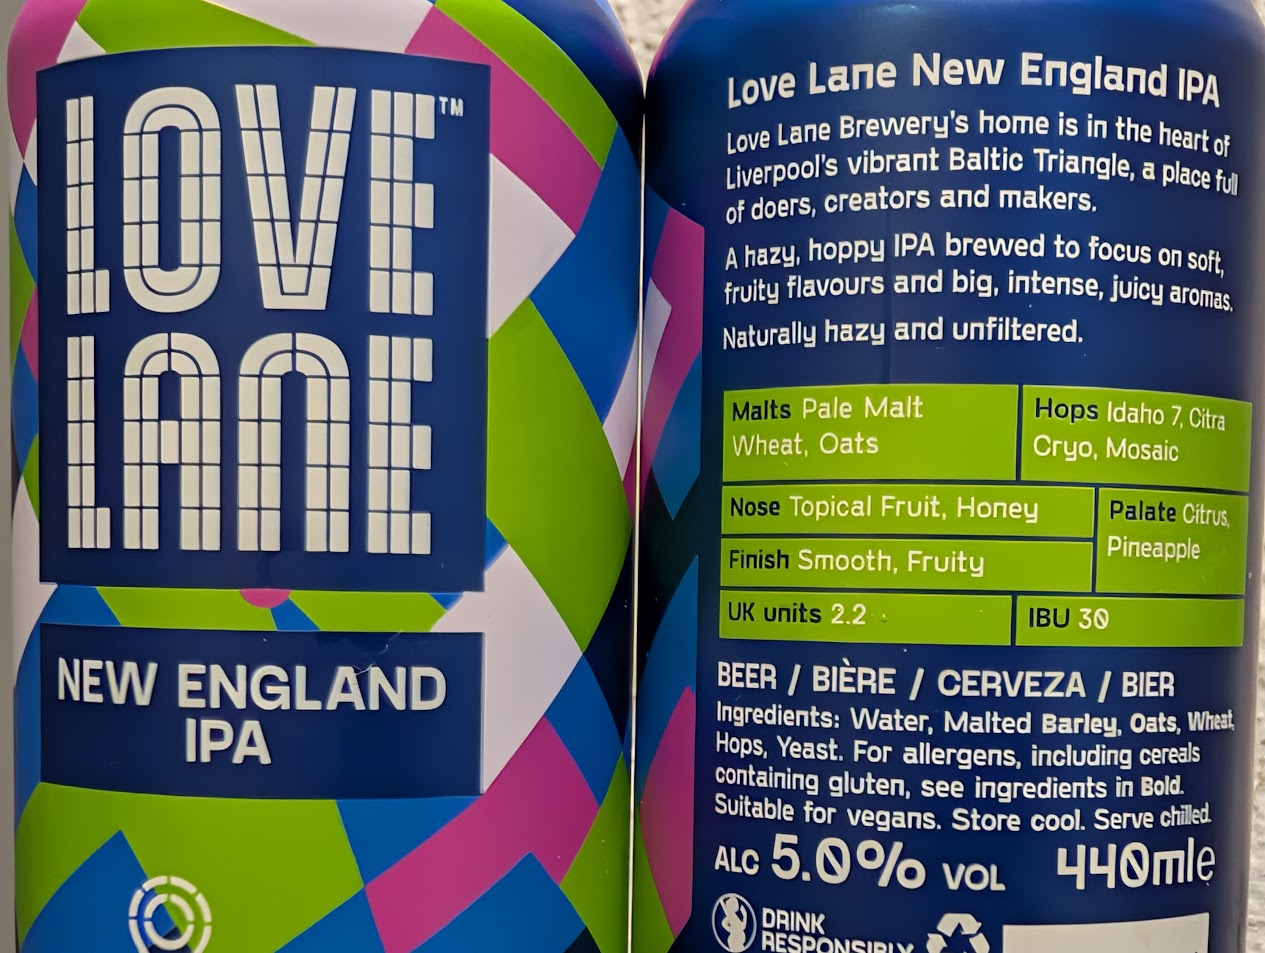 LOVE™
LANE
NEW ENGLAND
IPA
Love Lane New England IPA
Love Lane Brewery's home is in the heart of
Liverpool's vibrant Baltic Triangle, a place full
of doers, creators and makers.
A hazy, hoppy IPA brewed to focus on soft,
fruity flavours and big, intense, juicy aromas.
Naturally hazy and unfiltered.
Malts Pale Malt
Wheat, Oats
Hops Idaho 7, Citra
Cryo, Mosaic
Nose Topical Fruit, Honey
Palate Citrus,
Pineapple
Finish Smooth, Fruity
UK units 2.2
IBU 30
BEER / BIÈRE / CERVEZA / BIER
Ingredients: Water, Malted Barley, Oats, Wheat,
Hops, Yeast. For allergens, including cereals
containing gluten, see ingredients in Bold.
Suitable for vegans. Store cool. Serve chilled.
ALC 5.0% VOL 440ml℮
DRINK
RESPONSIBLY